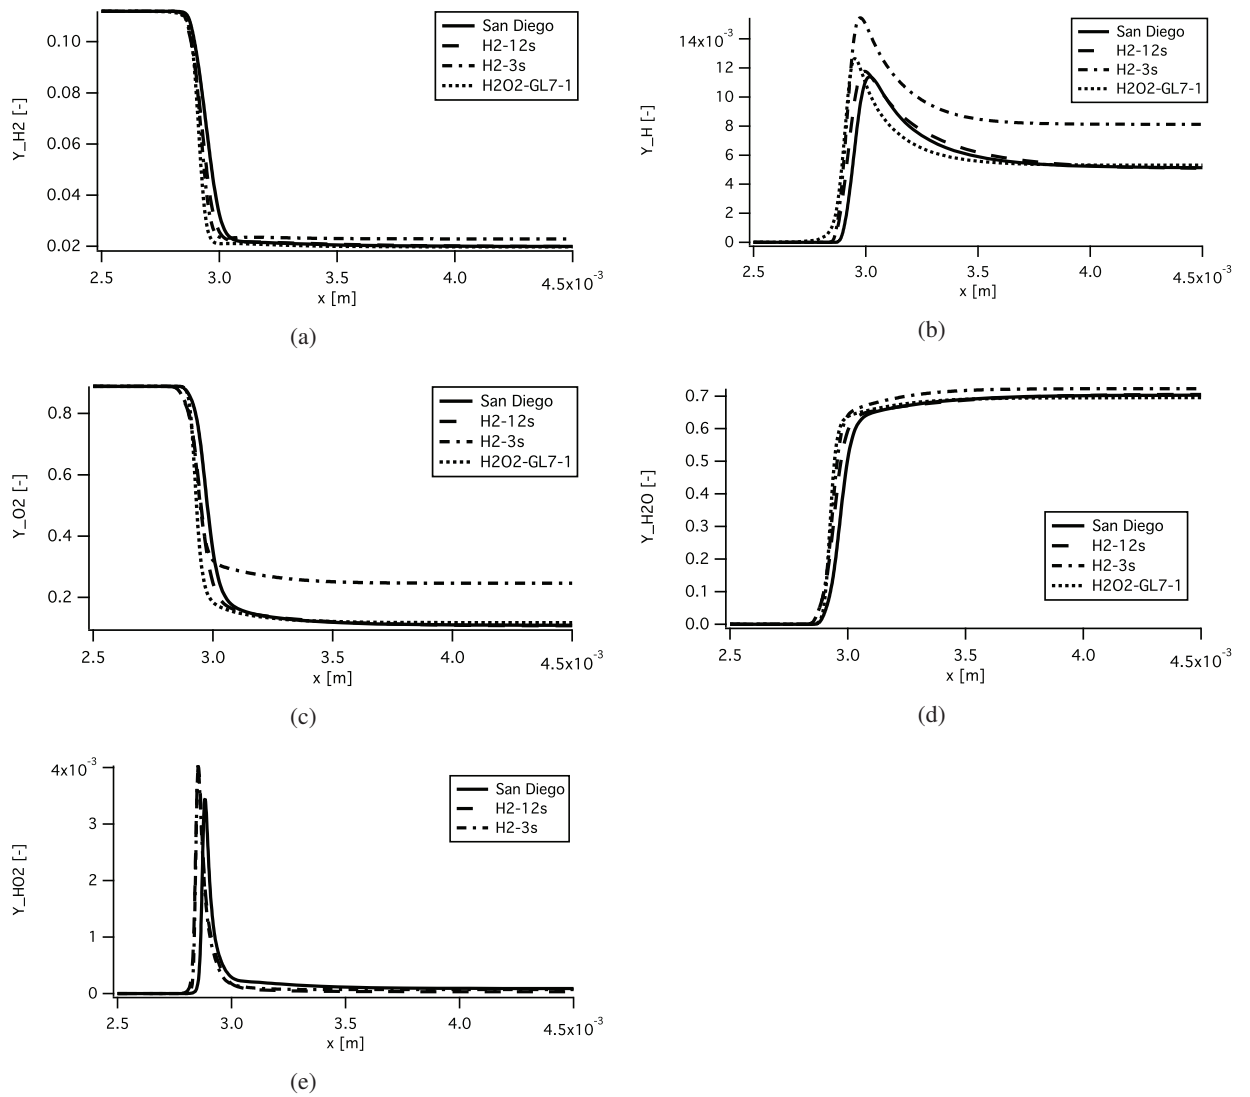 Y_H2 [-]
0.10
0.08
0.06
0.04
0.02
2.5
3.0
3.5
4.0
4.5x10-3
x [m]
San Diego
H2-12s
H2-3s
H2O2-GL7-1
(a)
Y_H [-]
14x10-3
12
10
8
6
4
2
0
2.5
3.0
3.5
4.0
4.5x10-3
x [m]
San Diego
H2-12s
H2-3s
H2O2-GL7-1
(b)
Y_O2 [-]
0.8
0.6
0.4
0.2
2.5
3.0
3.5
4.0
4.5x10-3
x [m]
San Diego
H2-12s
H2-3s
H2O2-GL7-1
(c)
Y_H2O [-]
0.7
0.6
0.5
0.4
0.3
0.2
0.1
0.0
2.5
3.0
3.5
4.0
4.5x10-3
x [m]
San Diego
H2-12s
H2-3s
H2O2-GL7-1
(d)
Y_HO2 [-]
4x10-3
3
2
1
0
2.5
3.0
3.5
4.0
4.5x10-3
x [m]
San Diego
H2-12s
H2-3s
(e)